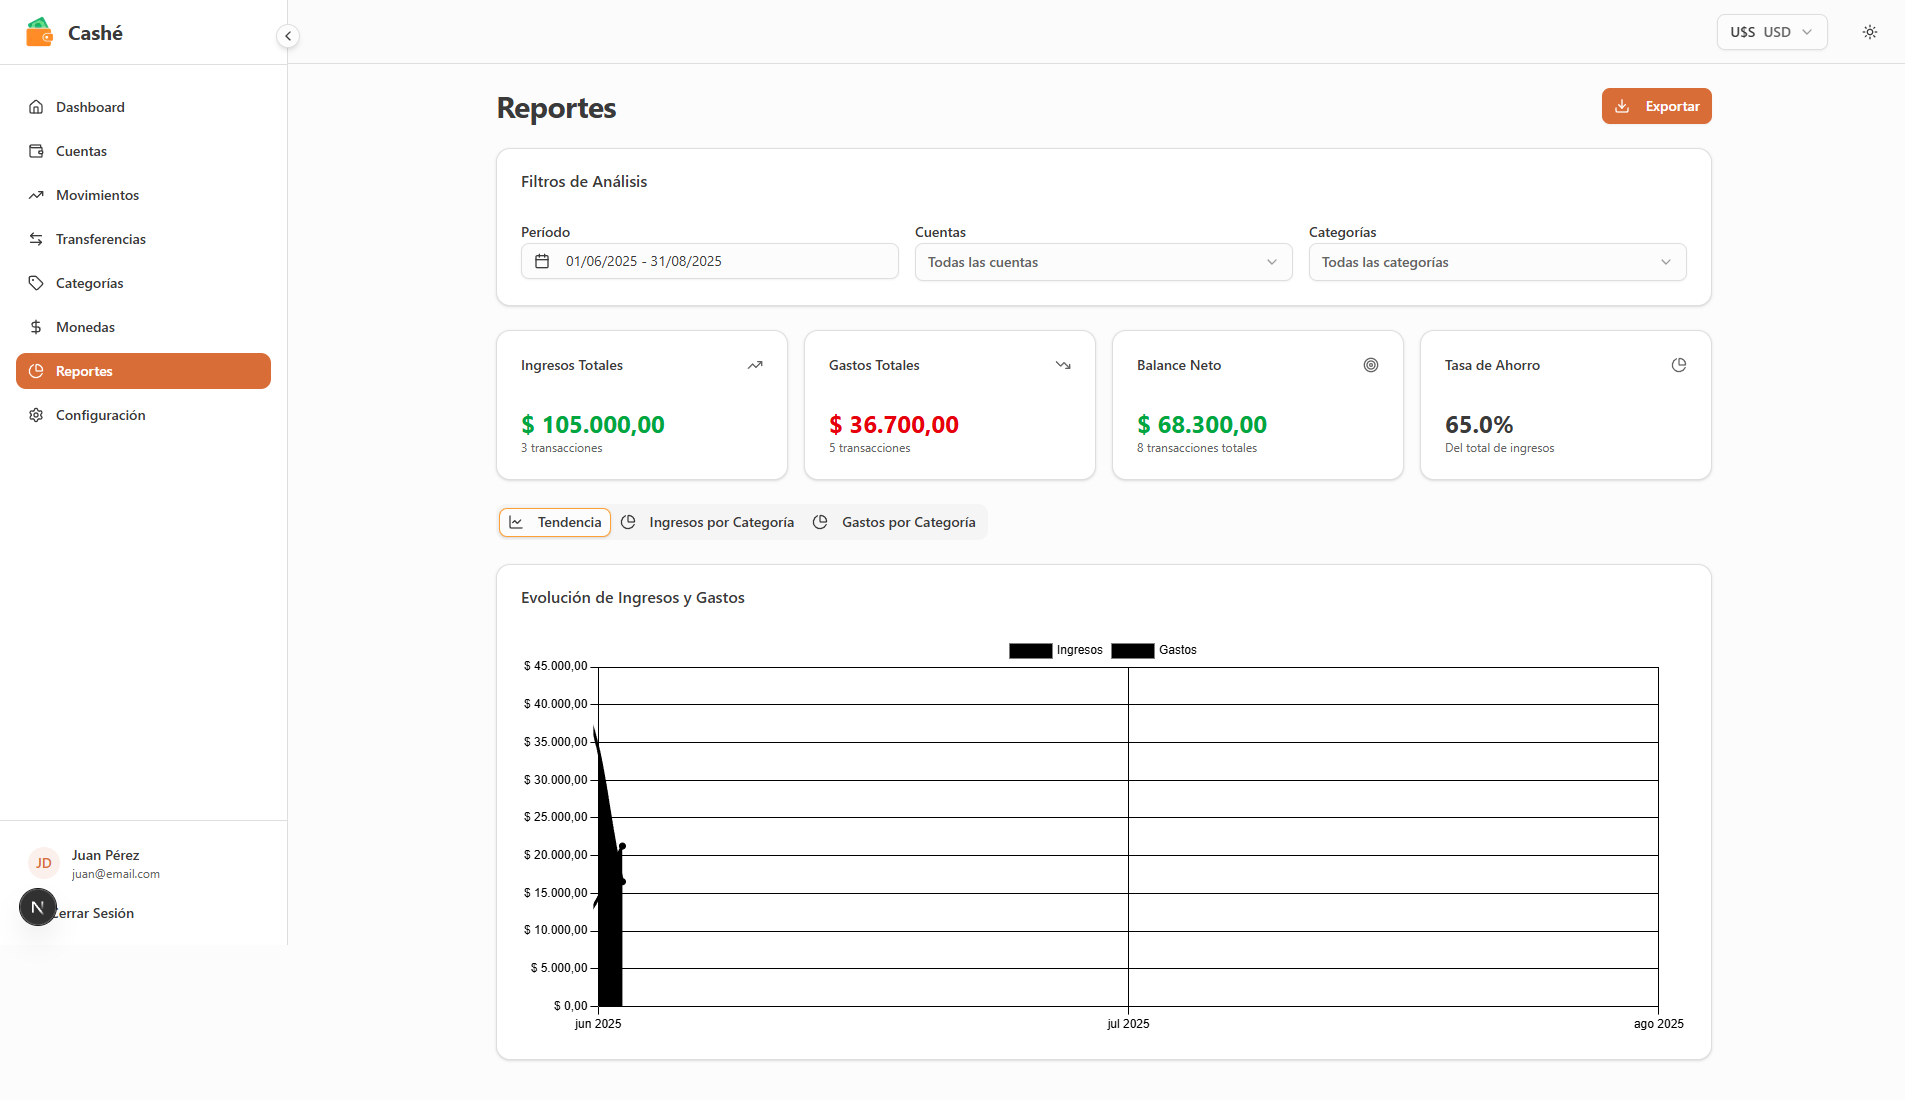 Cashé
U$S USD
Dashboard
Cuentas
Movimientos
Transferencias
Categorías
Monedas
Reportes
Configuración
Juan Pérez
JD
juan@email.com
N
Cerrar Sesión
Reportes
Exportar
Filtros de Análisis
Período
Cuentas
Categorías
01/06/2025 - 31/08/2025
Todas las cuentas
Todas las categorías
Ingresos Totales
$ 105.000,00
3 transacciones
Gastos Totales
$ 36.700,00
5 transacciones
Balance Neto
$ 68.300,00
8 transacciones totales
Tasa de Ahorro
65.0%
Del total de ingresos
Tendencia
Ingresos por Categoría
Gastos por Categoría
Evolución de Ingresos y Gastos
Ingresos Gastos
$ 45.000,00
$ 40.000,00
$ 35.000,00
$ 30.000,00
$ 25.000,00
$ 20.000,00
$ 15.000,00
$ 10.000,00
$ 5.000,00
$ 0,00
jun 2025 jul 2025 ago 2025